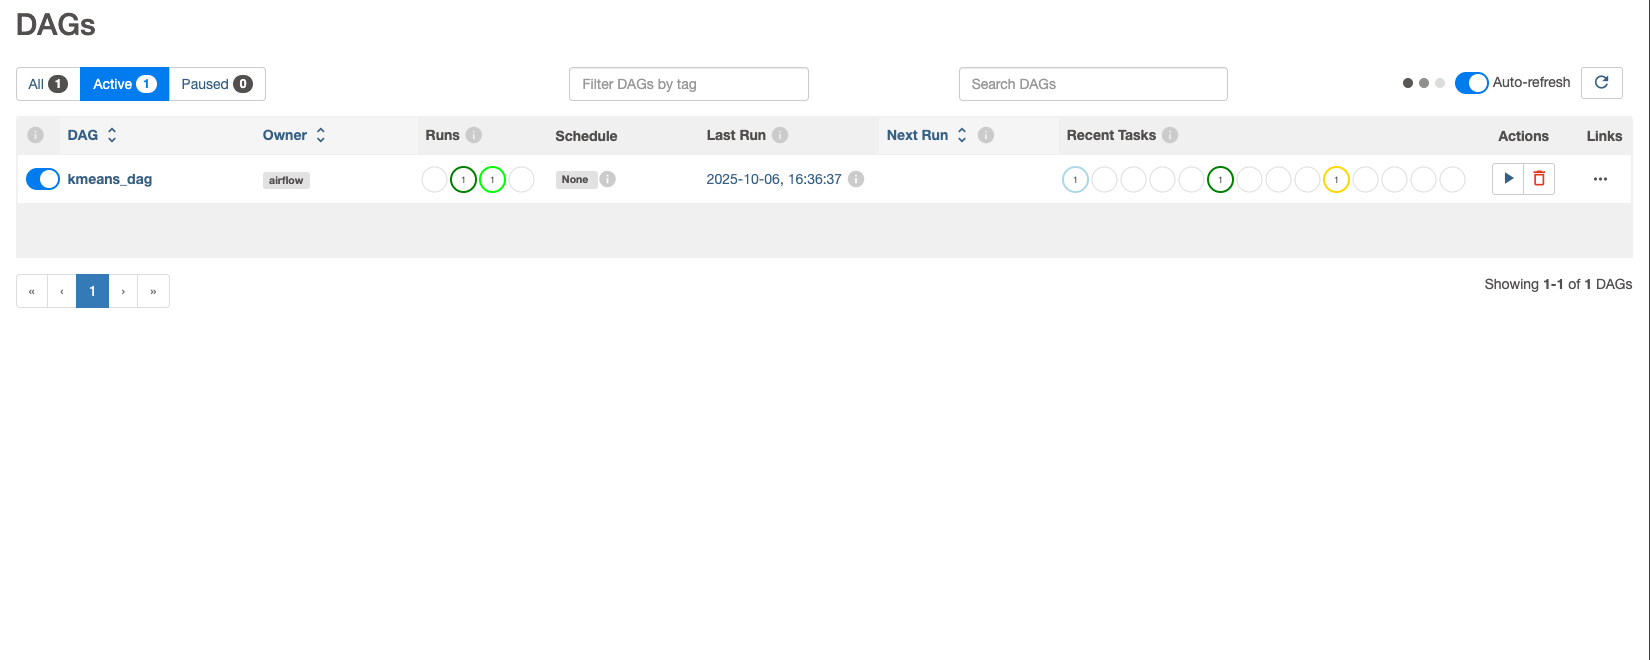 DAGs
All 1 Active 1 Paused 0 Filter DAGs by tag Search DAGs Auto-refresh
DAG Owner Runs Schedule Last Run Next Run Recent Tasks Actions Links
kmeans_dag airflow 1 1 None 2025-10-06, 16:36:37 1 1 1
« ‹ 1 › » Showing 1-1 of 1 DAGs